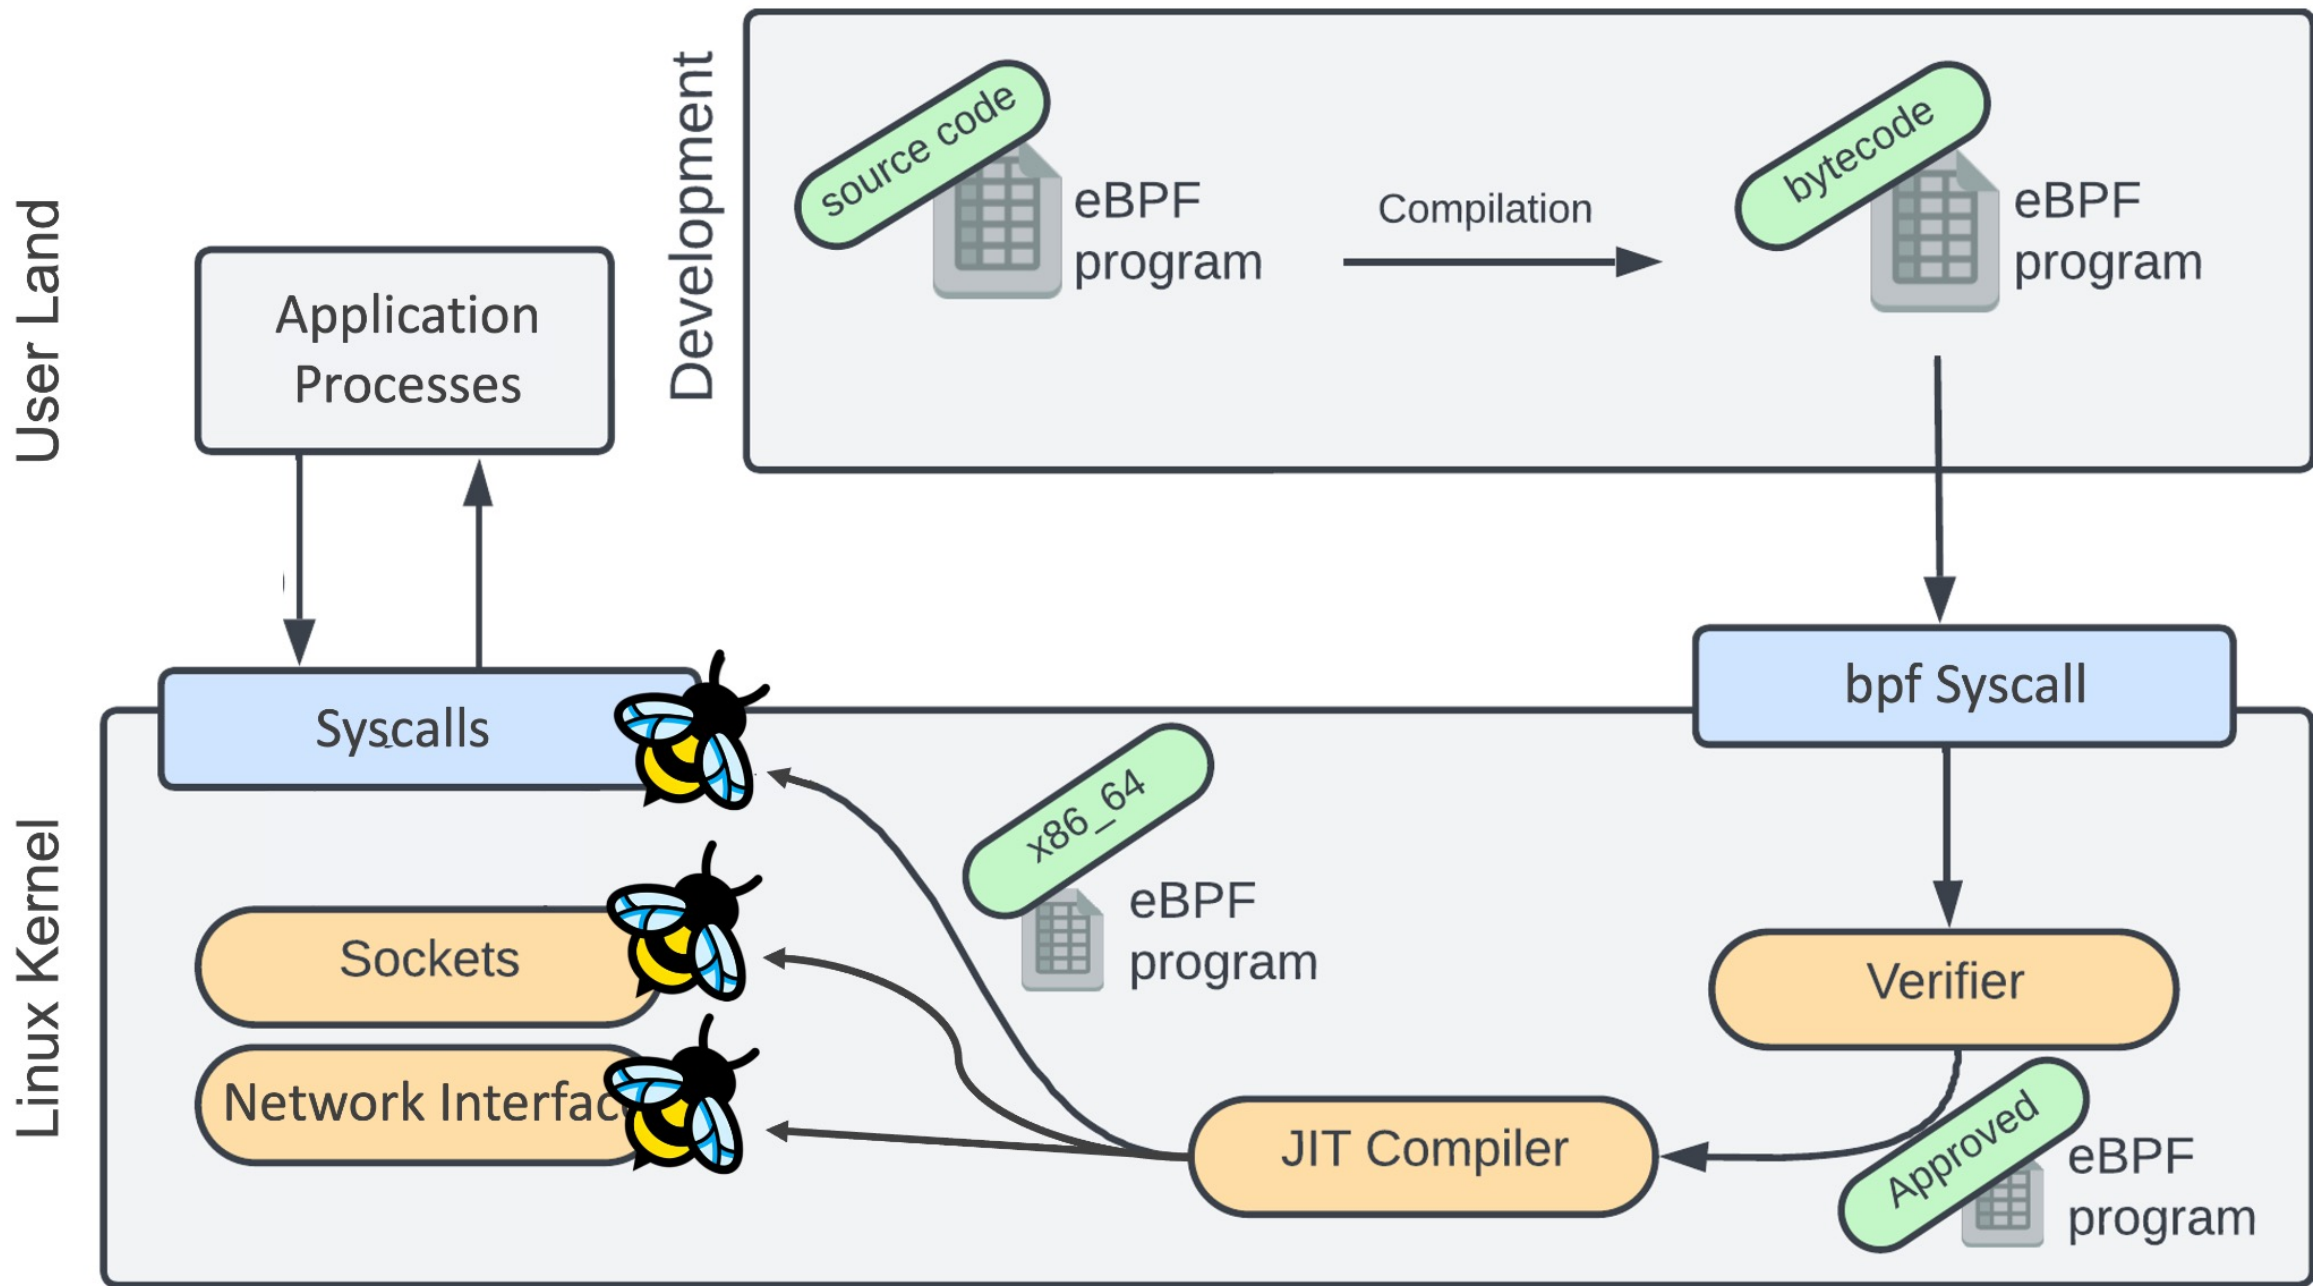 User Land
Development
source code
eBPF
program
Compilation
bytecode
eBPF
program
Application
Processes
Linux Kernel
Syscalls
bpf Syscall
x86_64
eBPF
program
Sockets
Verifier
Network Interfac
JIT Compiler
Approved
eBPF
program